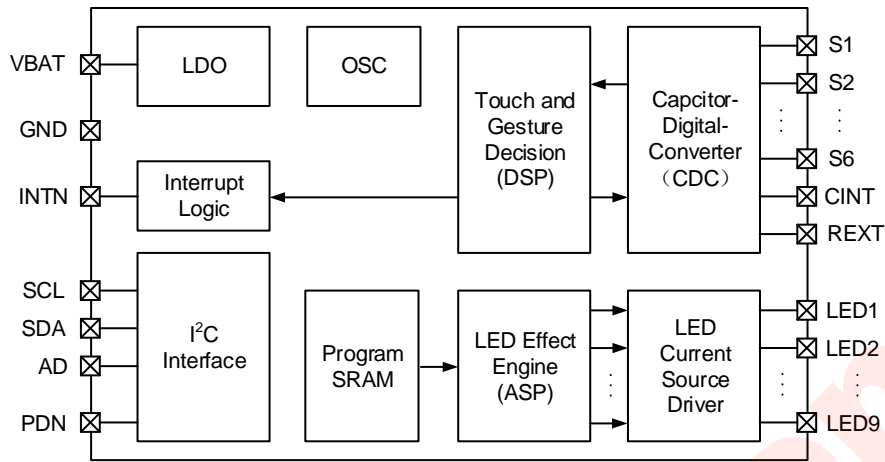 VBAT
GND
INTN
SCL
SDA
AD
PDN
LDO
OSC
Interrupt
Logic
I²C
Interface
Program
SRAM
Touch and
Gesture
Decision
(DSP)
LED Effect
Engine
(ASP)
Capcitor-
Digital-
Converter
（CDC）
LED
Current
Source
Driver
S1
S2
S6
CINT
REXT
LED1
LED2
LED9